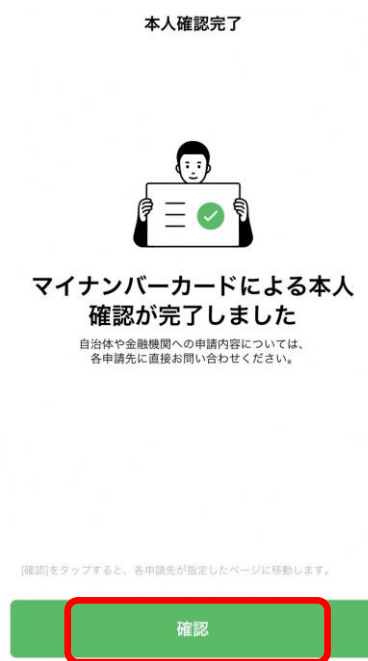 本人確認完了
マイナンバーカードによる本人
確認が完了しました
自治体や金融機関への申請内容については、
各申請先に直接お問い合わせください。
[確認]をタップすると、各申請先が指定したページに移動します。
確認